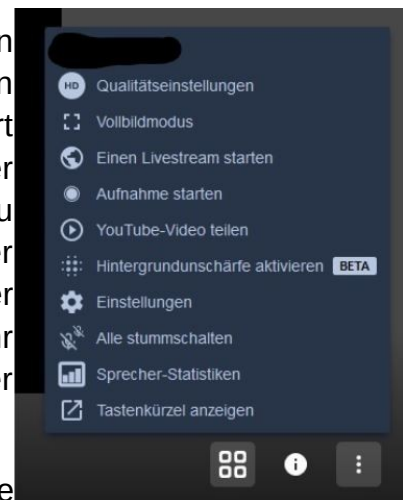 HD Qualitätseinstellungen
Vollbildmodus
Einen Livestream starten
Aufnahme starten
YouTube-Video teilen
Hintergrundunschärfe aktivieren BETA
Einstellungen
Alle stummschalten
Sprecher-Statistiken
Tastenkürzel anzeigen